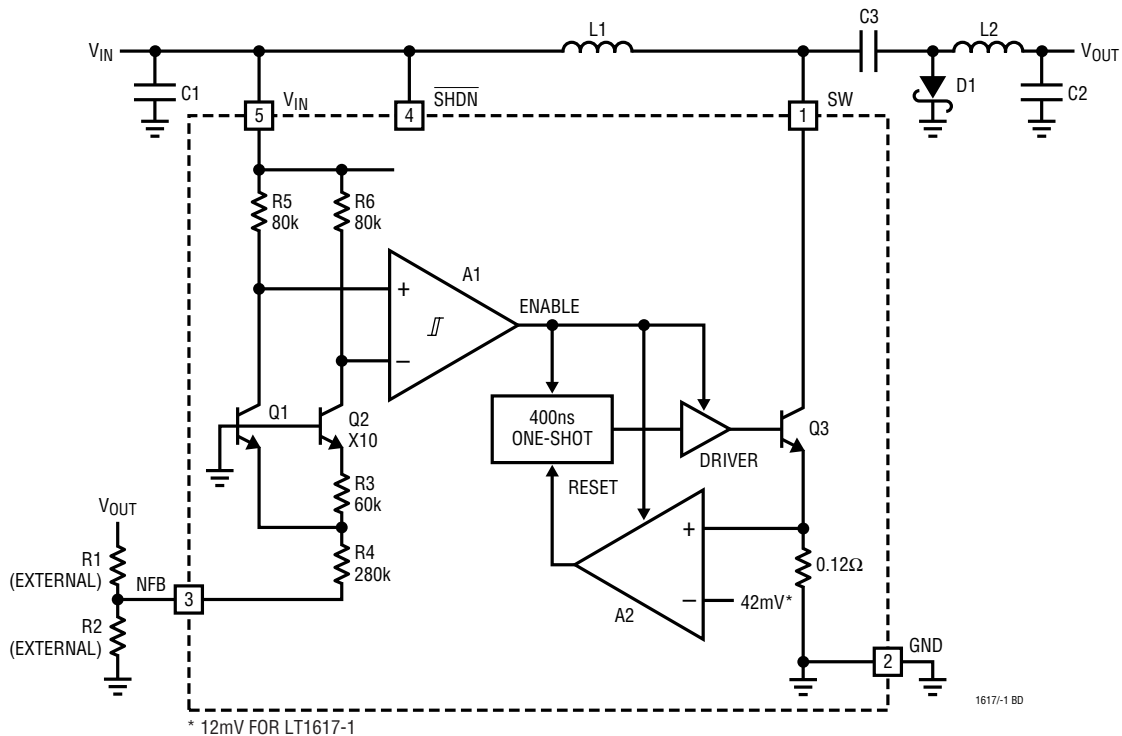 L1
C3
L2
VIN
VOUT
C1
D1
C2
VIN
SHDN
SW
5
4
1
R5
80k
R6
80k
A1
+
−
ENABLE
Q1
Q2
X10
400ns
ONE-SHOT
DRIVER
Q3
RESET
R3
60k
VOUT
R1
(EXTERNAL)
NFB
3
R4
280k
R2
(EXTERNAL)
+
−
A2
42mV*
0.12Ω
2
GND
1617/-1 BD
* 12mV FOR LT1617-1